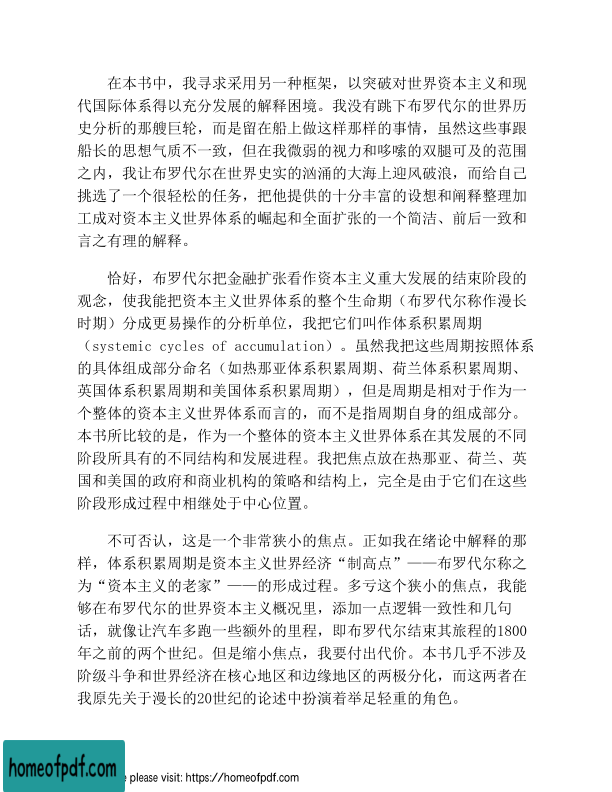 在本书中，我寻求采用另一种框架，以突破对世界资本主义和现
代国际体系得以充分发展的解释困境。我没有跳下布罗代尔的世界历
史分析的那艘巨轮，而是留在船上做这样那样的事情，虽然这些事跟
船长的思想气质不一致，但在我微弱的视力和哆嗦的双腿可及的范围
之内，我让布罗代尔在世界史实的汹涌的大海上迎风破浪，而给自己
挑选了一个很轻松的任务，把他提供的十分丰富的设想和阐释整理加
工成对资本主义世界体系的崛起和全面扩张的一个简洁、前后一致和
言之有理的解释。
恰好，布罗代尔把金融扩张看作资本主义重大发展的结束阶段的
观念，使我能把资本主义世界体系的整个生命期（布罗代尔称作漫长
时期）分成更易操作的分析单位，我把它们叫作体系积累周期
（systemic cycles of accumulation）。虽然我把这些周期按照体系
的具体组成部分命名（如热那亚体系积累周期、荷兰体系积累周期、
英国体系积累周期和美国体系积累周期），但是周期是相对于作为一
个整体的资本主义世界体系而言的，而不是指周期自身的组成部分。
本书所比较的是，作为一个整体的资本主义世界体系在其发展的不同
阶段所具有的不同结构和发展进程。我把焦点放在热那亚、荷兰、英
国和美国的政府和商业机构的策略和结构上，完全是由于它们在这些
阶段形成过程中相继处于中心位置。
不可否认，这是一个非常狭小的焦点。正如我在绪论中解释的那
样，体系积累周期是资本主义世界经济“制高点”——布罗代尔称之
为“资本主义的老家”——的形成过程。多亏这个狭小的焦点，我能
够在布罗代尔的世界资本主义概况里，添加一点逻辑一致性和几句
话，就像让汽车多跑一些额外的里程，即布罗代尔结束其旅程的1800
年之前的两个世纪。但是缩小焦点，我要付出代价。本书几乎不涉及
阶级斗争和世界经济在核心地区和边缘地区的两极分化，而这两者在
我原先关于漫长的20世纪的论述中扮演着举足轻重的角色。
homeofpdf.com
e please visit: https://homeofpdf.com